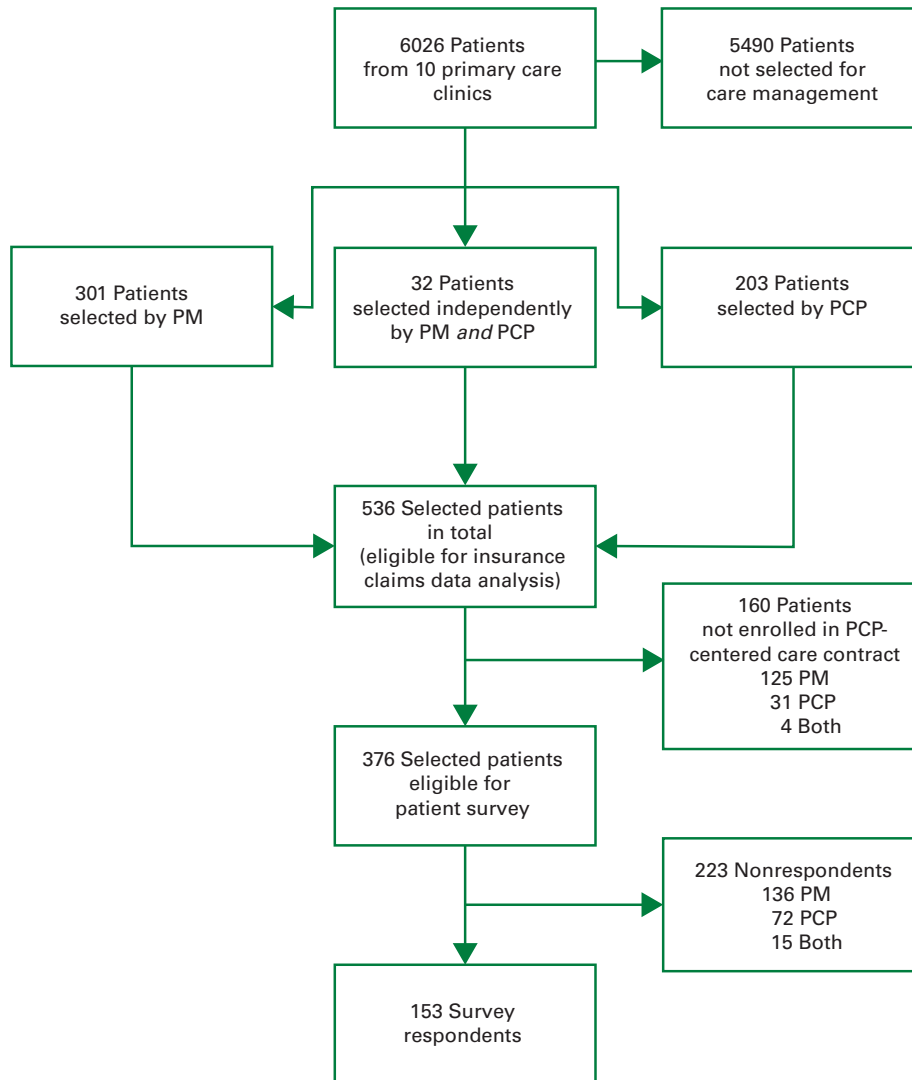 6026 Patients
from 10 primary care
clinics
5490 Patients
not selected for
care management
301 Patients
selected by PM
32 Patients
selected independently
by PM and PCP
203 Patients
selected by PCP
536 Selected patients
in total
(eligible for insurance
claims data analysis)
160 Patients
not enrolled in PCP-
centered care contract
125 PM
31 PCP
4 Both
376 Selected patients
eligible for
patient survey
223 Nonrespondents
136 PM
72 PCP
15 Both
153 Survey
respondents